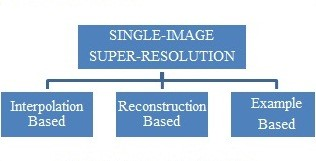 SINGLE-IMAGE
SUPER-RESOLUTION
Interpolation
Based
Reconstruction
Based
Example
Based